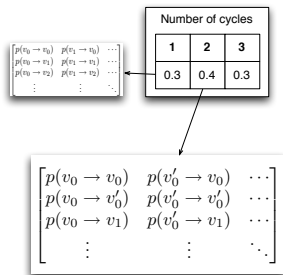 Number of cycles
1 2 3
0.3 0.4 0.3
p(v₀ → v₀) p(v₁ → v₀) ⋯
p(v₀ → v₁) p(v₁ → v₁) ⋯
p(v₀ → v₂) p(v₁ → v₂) ⋯
⋮ ⋮ ⋱
p(v₀ → v₀) p(v₀′ → v₀) ⋯
p(v₀ → v₀′) p(v₀′ → v₀′) ⋯
p(v₀ → v₁) p(v₀′ → v₁) ⋯
⋮ ⋮ ⋱